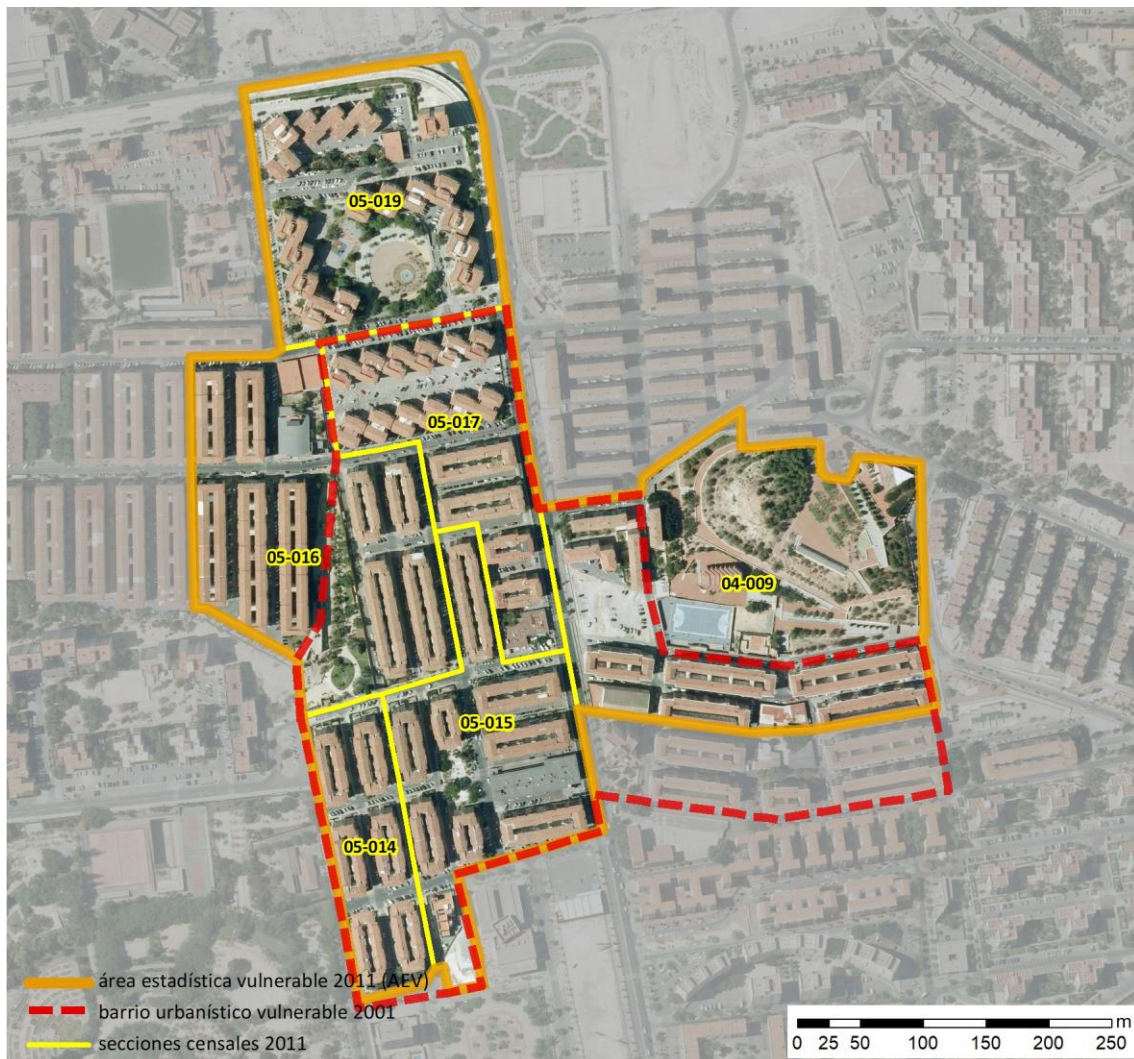 05-019
05-017
05-016
04-009
05-015
05-014
área estadística vulnerable 2011 (AEV)
barrio urbanístico vulnerable 2001
secciones censales 2011
m
0 25 50 100 150 200 250